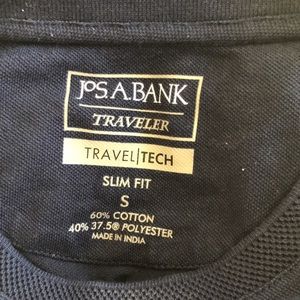 JOS.A.BANK
TRAVELER
TRAVEL|TECH
SLIM FIT
S
60% COTTON
40% 37.5® POLYESTER
MADE IN INDIA